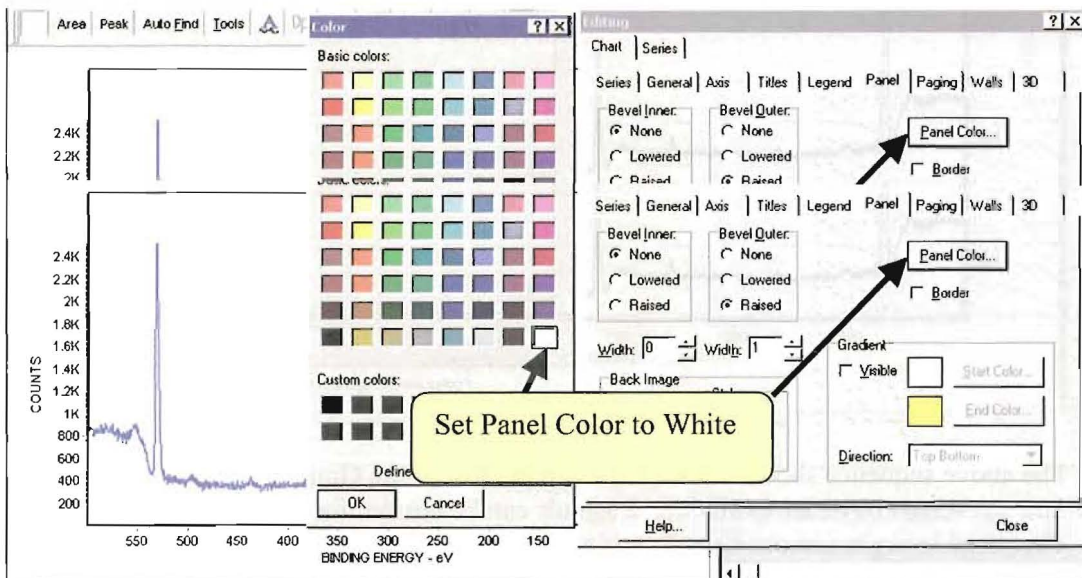 Area Peak Auto Find Tools
Color
Basic colors:
Editing
Chart Series
Series General Axis Titles Legend Panel Paging Walls 3D
Bevel Inner: Bevel Outer:
None None
Lowered Lowered
Raised Raised
Panel Color...
Border
2.4K
2.2K
2K
Series General Axis Titles Legend Panel Paging Walls 3D
Bevel Inner: Bevel Outer:
None None
Lowered Lowered
Raised Raised
Panel Color...
Border
Width: 0 Width: 1
Back Image
Gradient
Visible
Start Color...
End Color...
Direction: Top Bottom
2.4K
2.2K
2K
1.8K
1.6K
1.4K
1.2K
1K
800
600
400
200
COUNTS
Custom colors:
Set Panel Color to White
Define
OK Cancel
Help... Close
550 500 450 400 350 300 250 200 150
BINDING ENERGY - eV